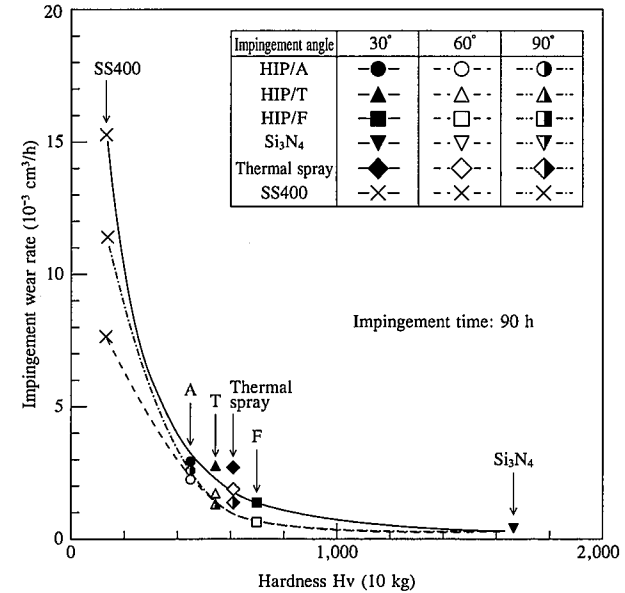 20
15
10
5
0
Impingement wear rate (10⁻³ cm³/h)
Impingement angle 30° 60° 90°
HIP/A
HIP/T
HIP/F
Si₃N₄
Thermal spray
SS400
SS400
Impingement time: 90 h
A
T
Thermal
spray
F
Si₃N₄
0 1,000 2,000
Hardness Hv (10 kg)